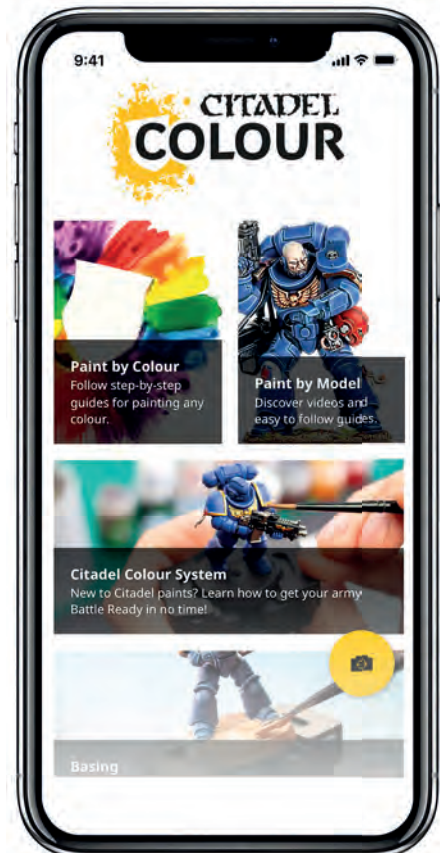 9:41
CITADEL
COLOUR
Paint by Colour
Follow step-by-step
guides for painting any
colour.
Paint by Model
Discover videos and
easy to follow guides.
Citadel Colour System
New to Citadel paints? Learn how to get your army
Battle Ready in no time!
Basing